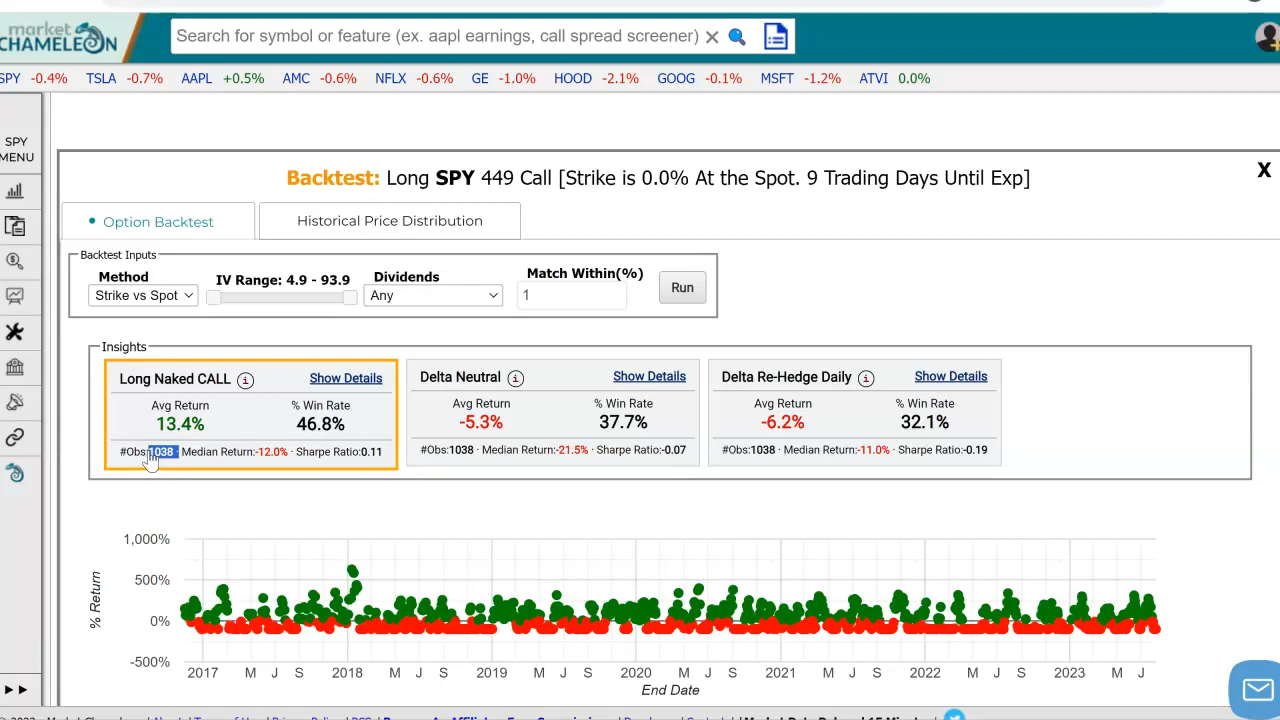 market
CHAMELEON
Search for symbol or feature (ex. aapl earnings, call spread screener)
SPY -0.4% TSLA -0.7% AAPL +0.5% AMC -0.6% NFLX -0.6% GE -1.0% HOOD -2.1% GOOG -0.1% MSFT -1.2% ATVI 0.0%
SPY
MENU
X
Backtest: Long SPY 449 Call [Strike is 0.0% At the Spot. 9 Trading Days Until Exp]
Option Backtest Historical Price Distribution
Backtest Inputs
Method IV Range: 4.9 - 93.9 Dividends Match Within(%)
Strike vs Spot Any 1 Run
Insights
Long Naked CALL i Show Details
Avg Return % Win Rate
13.4% 46.8%
#Obs:1038 · Median Return:-12.0% · Sharpe Ratio:0.11
Delta Neutral i Show Details
Avg Return % Win Rate
-5.3% 37.7%
#Obs:1038 · Median Return:-21.5% · Sharpe Ratio:-0.07
Delta Re-Hedge Daily i Show Details
Avg Return % Win Rate
-6.2% 32.1%
#Obs:1038 · Median Return:-11.0% · Sharpe Ratio:-0.19
% Return
1,000%
500%
0%
-500%
2017 M J S 2018 M J S 2019 M J S 2020 M J S 2021 M J S 2022 M J S 2023 M J
End Date